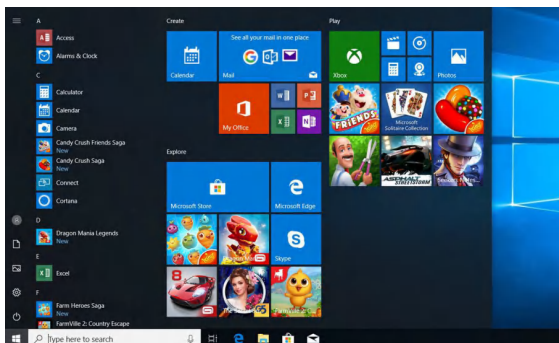 A
Access
Alarms & Clock
C
Calculator
Calendar
Camera
Candy Crush Friends Saga
New
Candy Crush Saga
New
Connect
Cortana
D
Dragon Mania Legends
New
E
Excel
F
Farm Heroes Saga
New
FarmVille 2: Country Escape
Type here to search
Create
Calendar
See all your mail in one place
Mail
My Office
Explore
Microsoft Store
Microsoft Edge
Skype
Play
Xbox
Photos
FRIENDS
Microsoft
Solitaire Collection
ASPHALT
STREET STORM